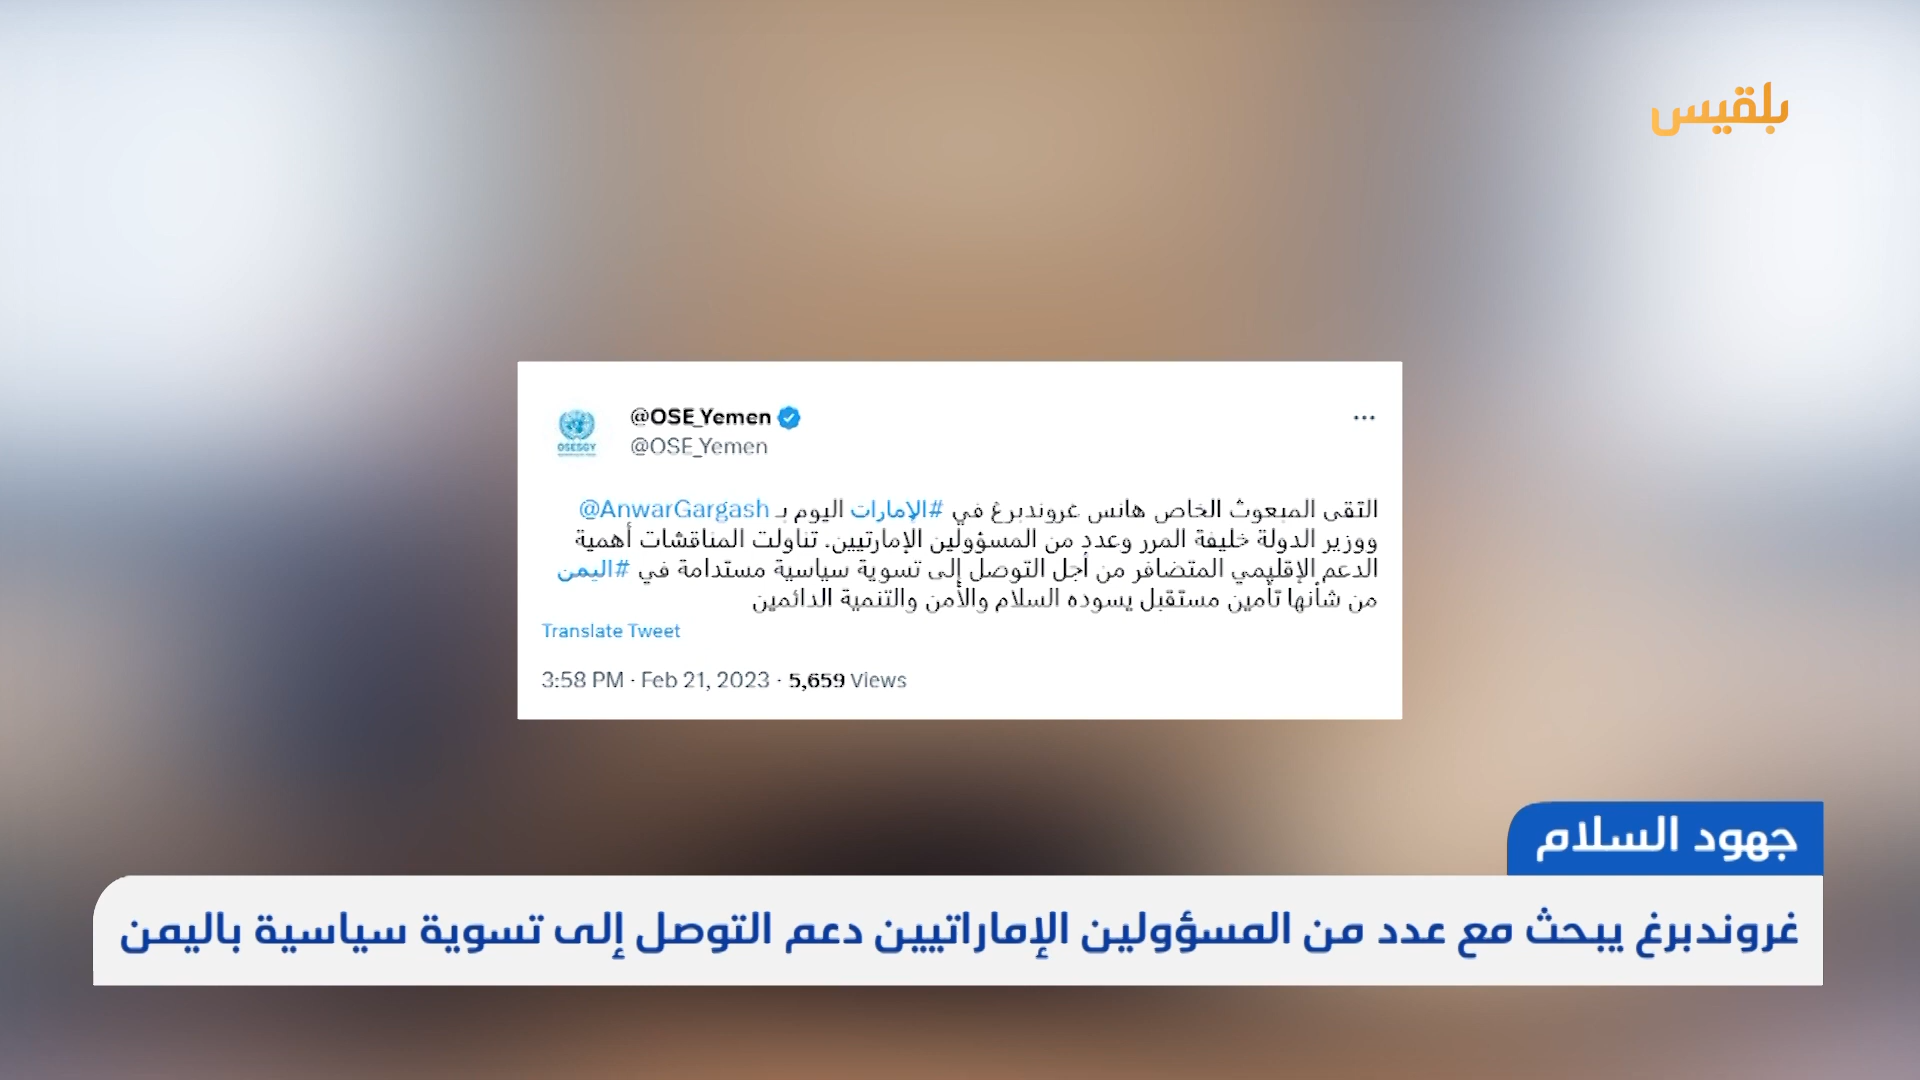 بلقيس
@OSE_Yemen
@OSE_Yemen
OSESGY
التقى المبعوث الخاص هانس غروندبرغ في #الإمارات اليوم بـ @AnwarGargash
ووزير الدولة خليفة المرر وعدد من المسؤولين الإمارتيين. تناولت المناقشات أهمية
الدعم الإقليمي المتضافر من أجل التوصل إلى تسوية سياسية مستدامة في #اليمن
من شأنها تأمين مستقبل يسوده السلام والأمن والتنمية الدائمين
Translate Tweet
3:58 PM · Feb 21, 2023 · 5,659 Views
جهود السلام
غروندبرغ يبحث مع عدد من المسؤولين الإماراتيين دعم التوصل إلى تسوية سياسية باليمن